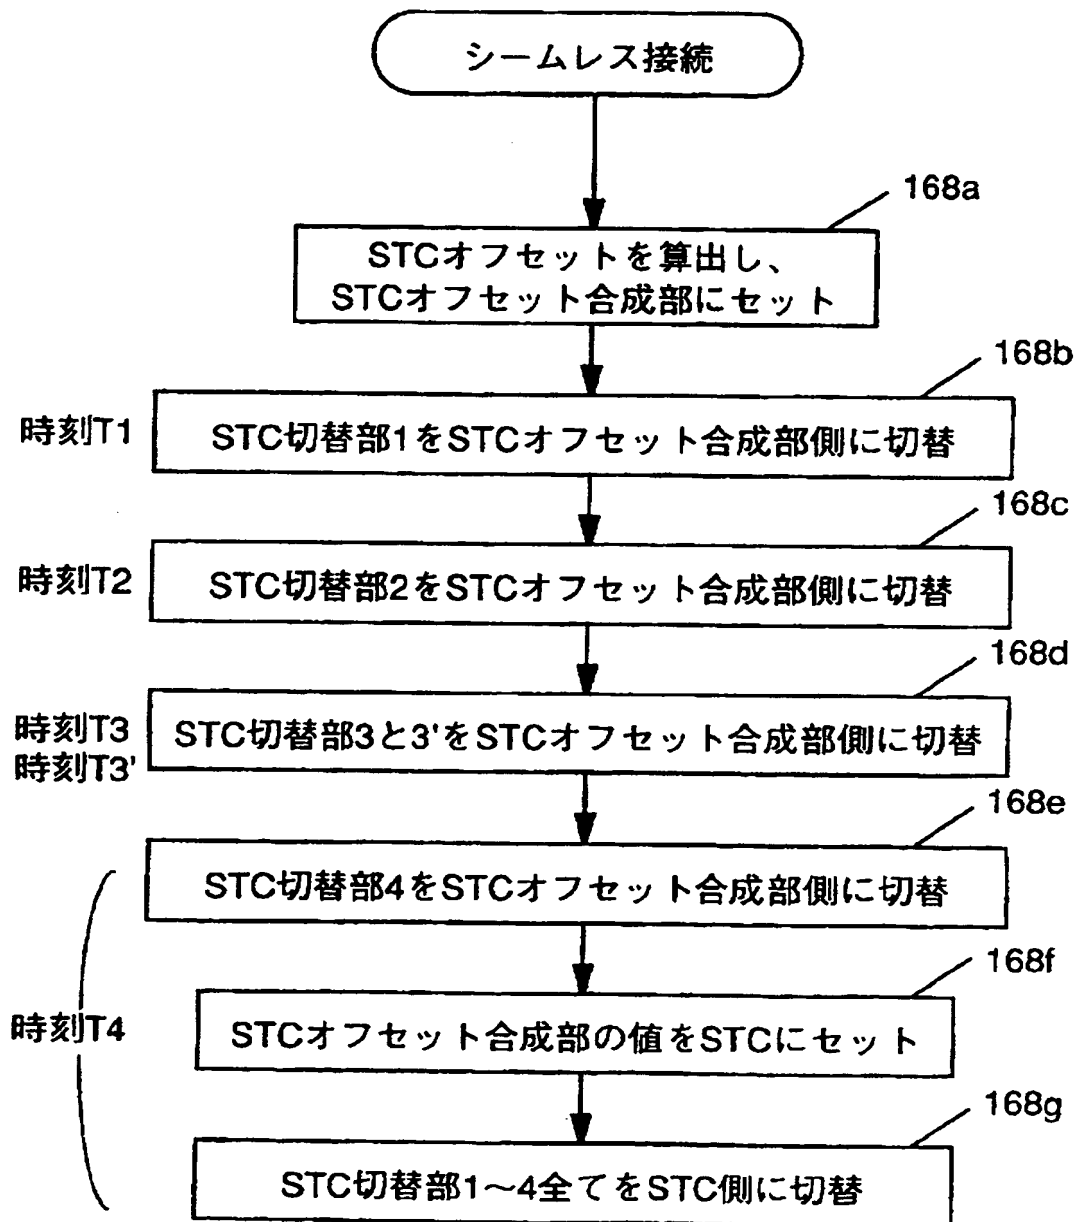 シームレス接続
168a
STCオフセットを算出し、
STCオフセット合成部にセット
168b
時刻T1
STC切替部1をSTCオフセット合成部側に切替
168c
時刻T2
STC切替部2をSTCオフセット合成部側に切替
168d
時刻T3
時刻T3'
STC切替部3と3'をSTCオフセット合成部側に切替
168e
STC切替部4をSTCオフセット合成部側に切替
168f
時刻T4
STCオフセット合成部の値をSTCにセット
168g
STC切替部1～4全てをSTC側に切替